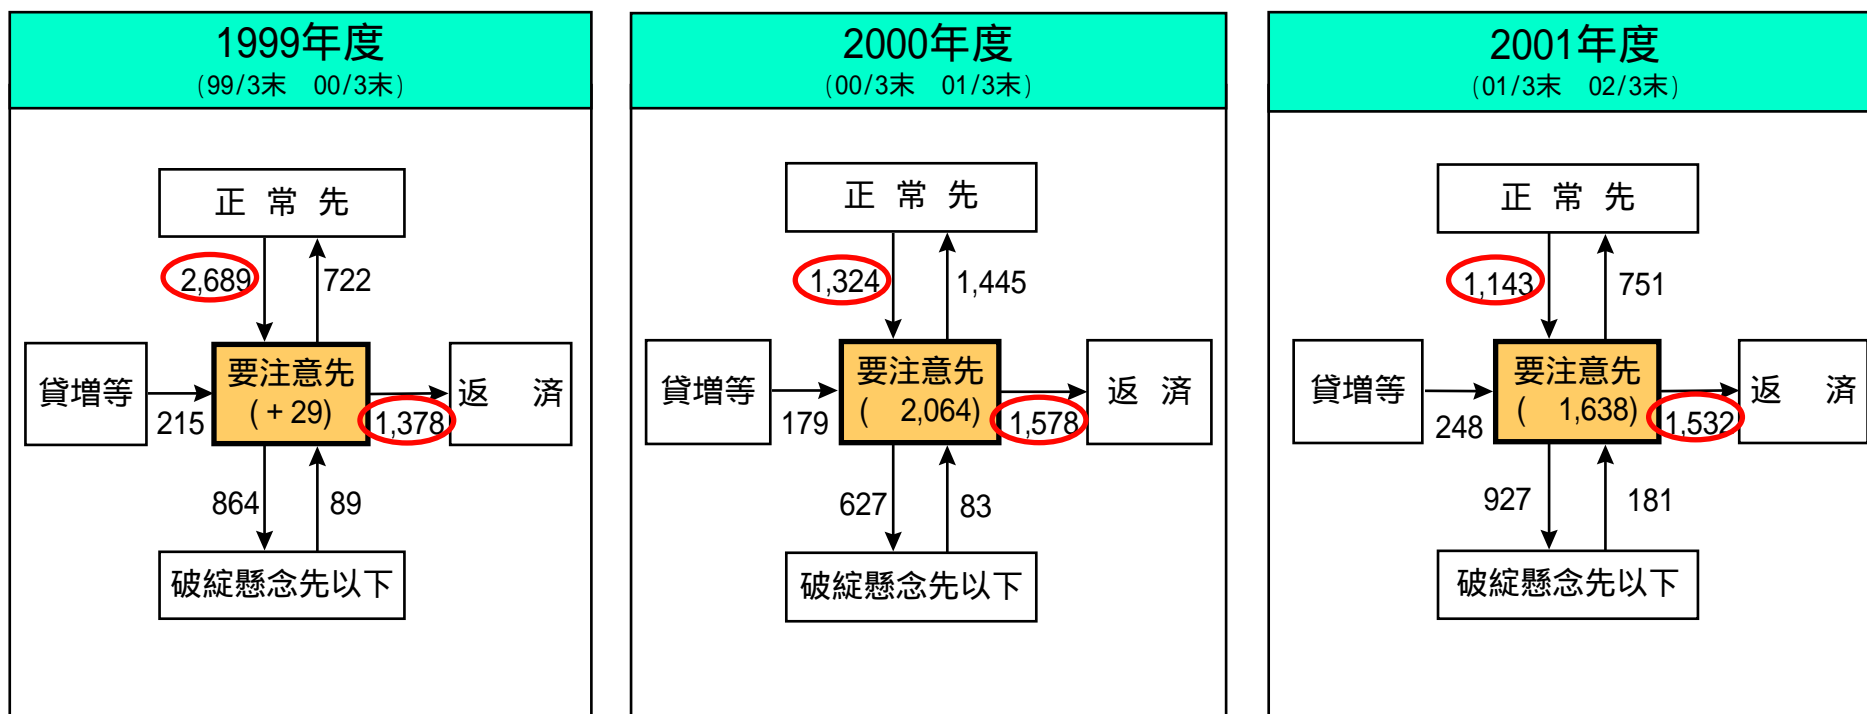 1999年度
(99/3末　00/3末)
正 常 先
2,689
722
貸増等
215
要注意先
(+29)
1,378
返　済
864
89
破綻懸念先以下
2000年度
(00/3末　01/3末)
正 常 先
1,324
1,445
貸増等
179
要注意先
(　2,064)
1,578
返 済
627
83
破綻懸念先以下
2001年度
(01/3末　02/3末)
正 常 先
1,143
751
貸増等
248
要注意先
(　1,638)
1,532
返　済
927
181
破綻懸念先以下